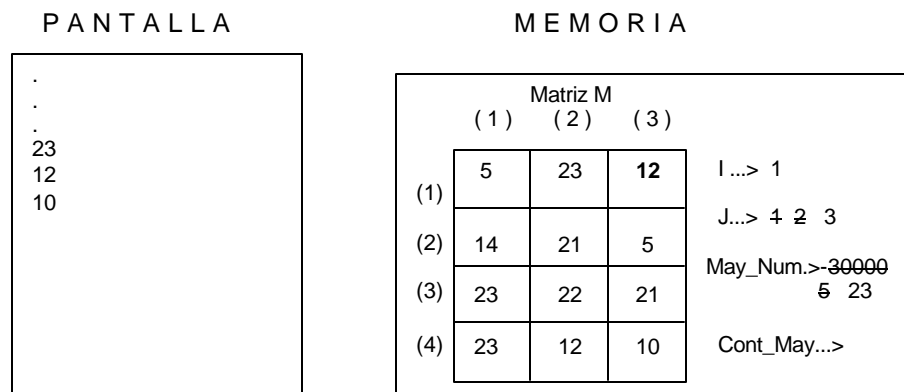 P A N T A L L A
M E M O R I A
.
.
.
23
12
10
Matriz M
( 1 ) ( 2 ) ( 3 )
(1) 5 23 12
(2) 14 21 5
(3) 23 22 21
(4) 23 12 10
I ...> 1
J...> 1 2 3
May_Num.>-30000
5 23
Cont_May...>